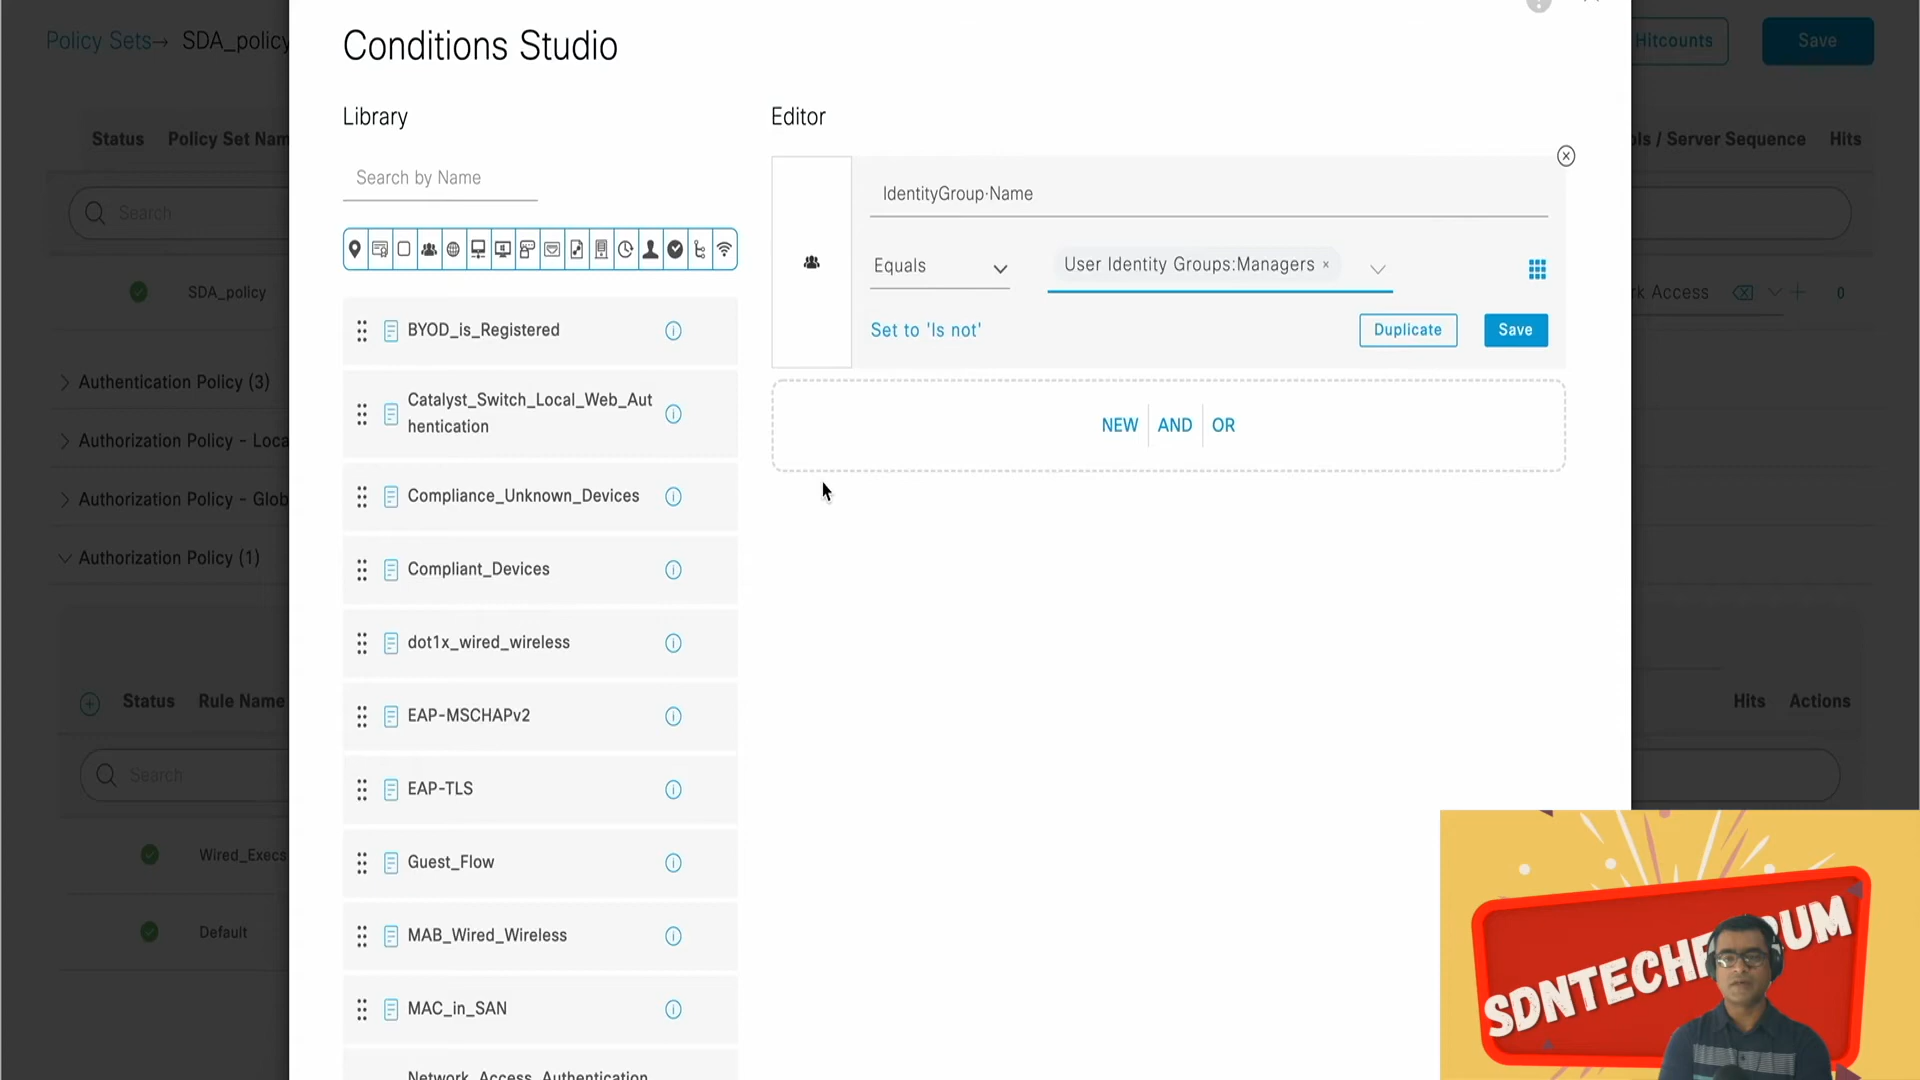 Policy Sets→ SDA_policy
Hitcounts
Save
Conditions Studio
Library
Editor
Status Policy Set Nam
ols / Server Sequence Hits
Search by Name
IdentityGroup·Name
Search
Equals
User Identity Groups:Managers ×
SDA_policy
rk Access
0
Set to 'Is not'
Duplicate
Save
BYOD_is_Registered
Authentication Policy (3)
Catalyst_Switch_Local_Web_Aut
hentication
NEW AND OR
Authorization Policy - Loca
Compliance_Unknown_Devices
Authorization Policy - Glob
Authorization Policy (1)
Compliant_Devices
dot1x_wired_wireless
Status Rule Name
Hits Actions
EAP-MSCHAPv2
Search
EAP-TLS
Wired_Execs
Guest_Flow
Default
MAB_Wired_Wireless
MAC_in_SAN
Network_Access_Authentication